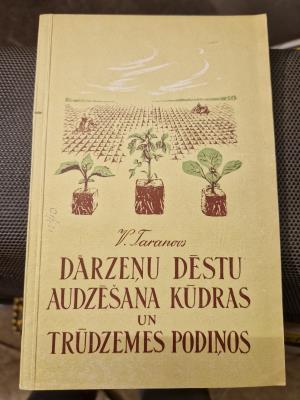 V. Taranovs
DĀRZEŅU DĒSTU
AUDZĒŠANA KŪDRAS
UN
TRŪDZEMES PODIŅOS